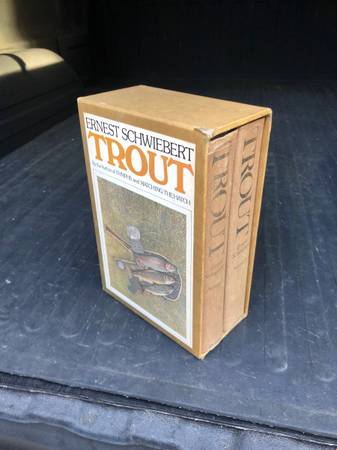 ERNEST SCHWIEBERT
TROUT
by the author of NYMPHS and MATCHING THE HATCH
TROUT
TROUT